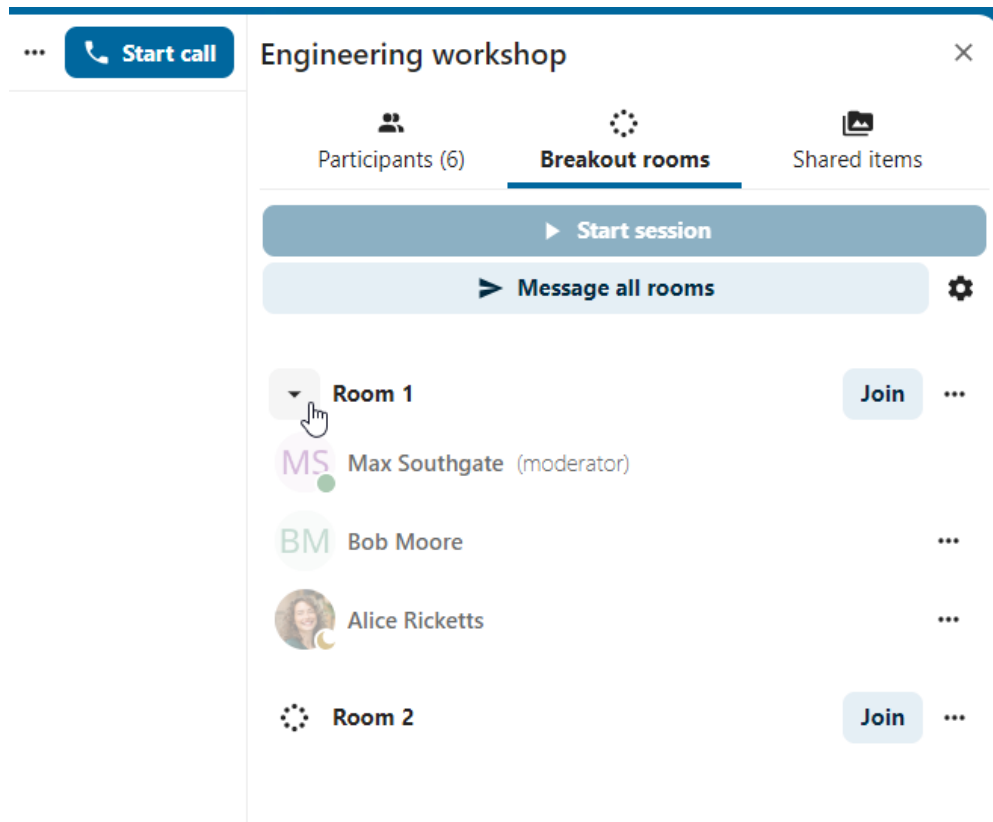 Start call
Engineering workshop
Participants (6)
Breakout rooms
Shared items
Start session
Message all rooms
Room 1
Join
MS
Max Southgate (moderator)
BM
Bob Moore
Alice Ricketts
Room 2
Join